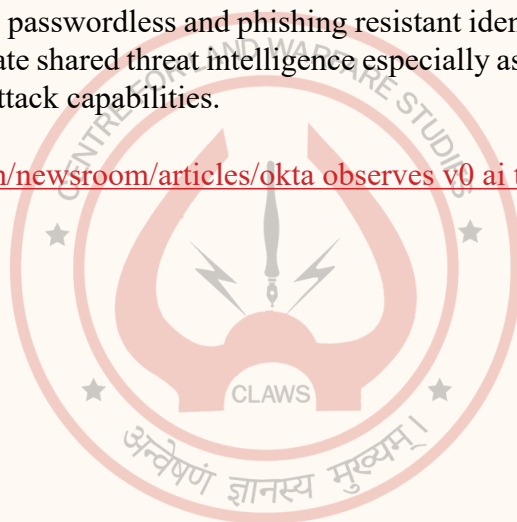 passwordless and phishing resistant iden
ate shared threat intelligence especially as
ttack capabilities.
n/newsroom/articles/okta observes v0 ai t
CENTRE FOR LAND WARFARE STUDIES
CLAWS
अन्वेषणं ज्ञानस्य मुख्यम्।